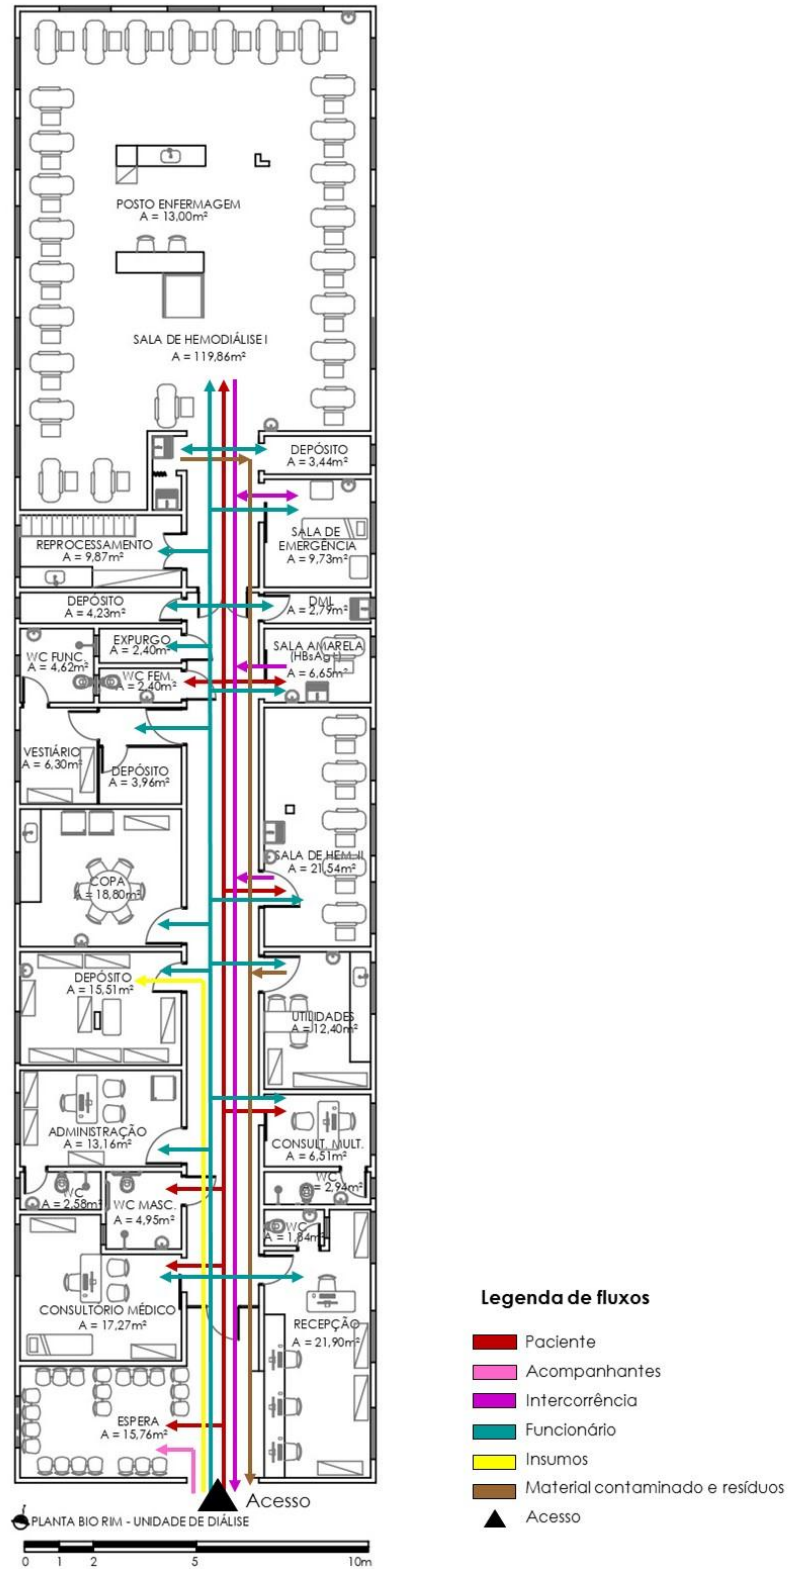 POSTO ENFERMAGEM
A = 13,00m²
SALA DE HEMODIÁLISE I
A = 119,86m²
DEPÓSITO
A = 3,44m²
SALA DE
EMERGÊNCIA
A = 9,73m²
REPROCESSAMENTO
A = 9,87m²
DEPÓSITO
A = 4,23m²
DML
A = 2,79m²
EXPURGO
A = 2,40m²
WC FUNC.
A = 4,62m²
WC FEM.
A = 2,40m²
SALA AMARELA
(HBsAg+)
A = 6,65m²
VESTIÁRIO
A = 6,30m²
DEPÓSITO
A = 3,96m²
COPA
A = 18,80m²
SALA DE HEM. II
A = 21,54m²
DEPÓSITO
A = 15,51m²
UTILIDADES
A = 12,40m²
ADMINISTRAÇÃO
A = 13,16m²
CONSULT. MULT.
A = 6,51m²
WC
A = 2,58m²
WC MASC.
A = 4,95m²
WC
A = 2,94m²
WC
A = 1,84m²
CONSULTÓRIO MÉDICO
A = 17,27m²
RECEPÇÃO
A = 21,90m²
ESPERA
A = 15,76m²
Acesso
PLANTA BIO RIM - UNIDADE DE DIÁLISE
0 1 2 5 10m
Legenda de fluxos
Paciente
Acompanhantes
Intercorrência
Funcionário
Insumos
Material contaminado e resíduos
Acesso